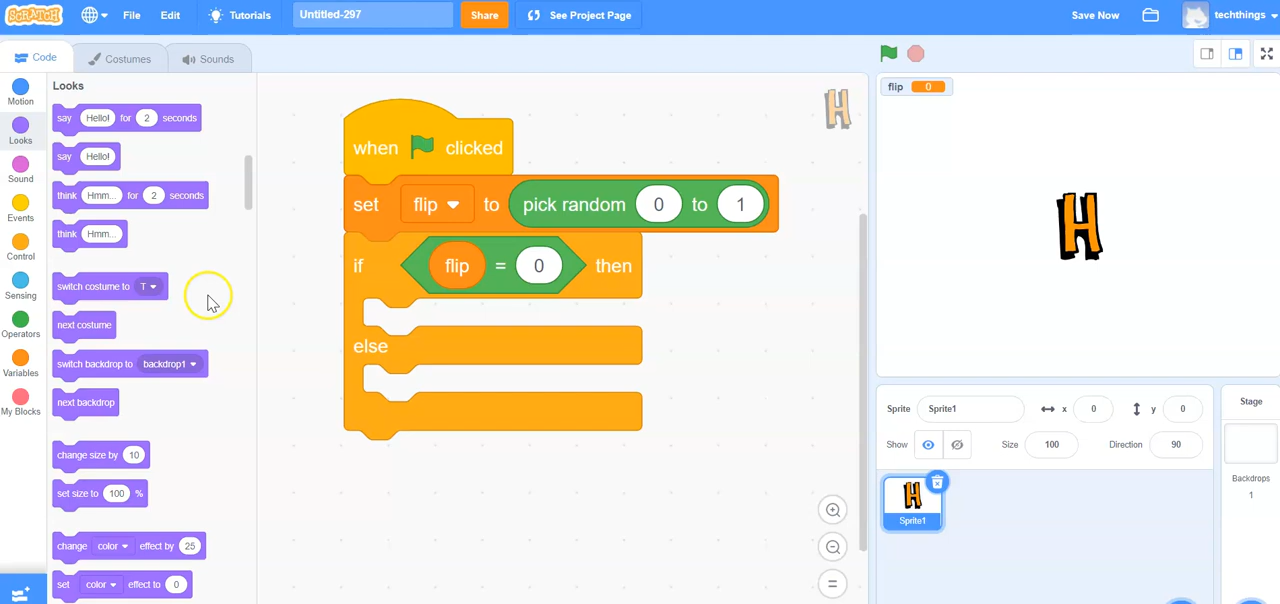 SCRATCH File Edit Tutorials Untitled-297 Share See Project Page Save Now techthings
Code Costumes Sounds
Motion
Looks
Sound
Events
Control
Sensing
Operators
Variables
My Blocks
Looks
say Hello! for 2 seconds
say Hello!
think Hmm... for 2 seconds
think Hmm...
switch costume to T
next costume
switch backdrop to backdrop1
next backdrop
change size by 10
set size to 100 %
change color effect by 25
set color effect to 0
H
when clicked
set flip to pick random 0 to 1
if flip = 0 then
else
=
flip 0
H
Sprite Sprite1 x 0 y 0
Show Size 100 Direction 90
H
Sprite1
Stage
Backdrops
1